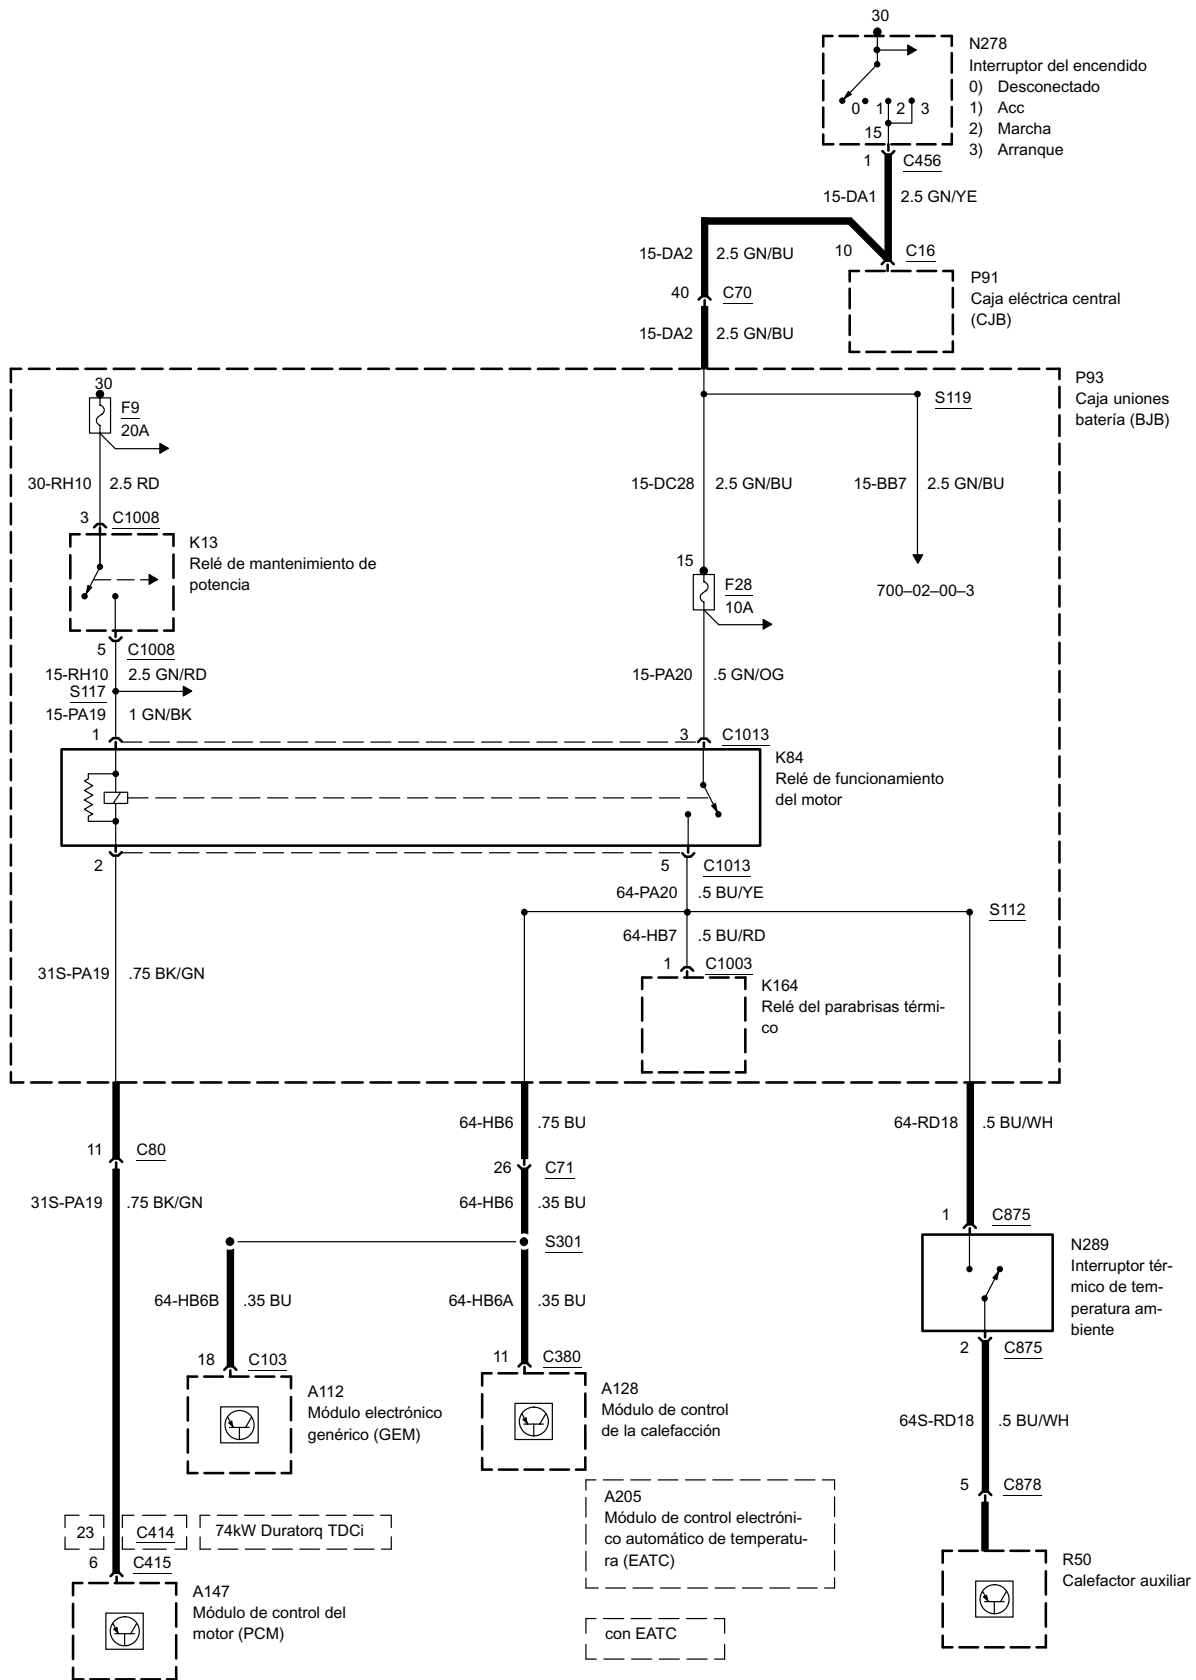 30
N278
Interruptor del encendido
0) Desconectado
1) Acc
2) Marcha
3) Arranque
0 1 2 3
15
1 C456
15-DA1 2.5 GN/YE
15-DA2 2.5 GN/BU
10 C16
P91
Caja eléctrica central
(CJB)
40 C70
15-DA2 2.5 GN/BU
P93
Caja uniones
batería (BJB)
30
F9
20A
S119
30-RH10 2.5 RD
15-DC28 2.5 GN/BU
15-BB7 2.5 GN/BU
3 C1008
K13
Relé de mantenimiento de
potencia
15
F28
10A
700–02–00–3
5 C1008
15-RH10 2.5 GN/RD
S117
15-PA19 1 GN/BK
15-PA20 .5 GN/OG
1
3 C1013
K84
Relé de funcionamiento
del motor
2
5 C1013
64-PA20 .5 BU/YE
S112
64-HB7 .5 BU/RD
31S-PA19 .75 BK/GN
1 C1003
K164
Relé del parabrisas térmi-
co
64-HB6 .75 BU
64-RD18 .5 BU/WH
11 C80
26 C71
31S-PA19 .75 BK/GN
64-HB6 .35 BU
1 C875
S301
N289
Interruptor tér-
mico de tem-
peratura am-
biente
64-HB6B .35 BU
64-HB6A .35 BU
2 C875
18 C103
11 C380
A112
Módulo electrónico
genérico (GEM)
A128
Módulo de control
de la calefacción
64S-RD18 .5 BU/WH
5 C878
A205
Módulo de control electróni-
co automático de temperatu-
ra (EATC)
23 C414 74kW Duratorq TDCi
6 C415
R50
Calefactor auxiliar
A147
Módulo de control del
motor (PCM)
con EATC